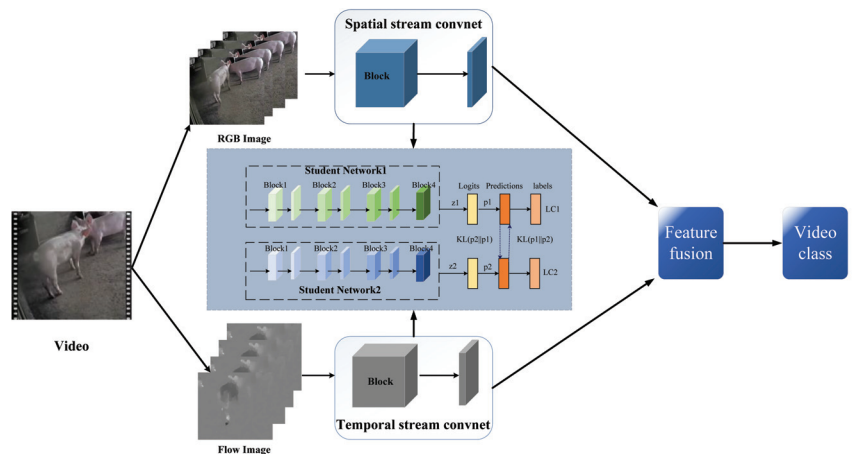 Spatial stream convnet
Block
RGB Image
Student Network1
Block1 Block2 Block3 Block4
Logits Predictions labels
z1 p1 LC1
KL(p2||p1) KL(p1||p2)
Block1 Block2 Block3 Block4
z2 p2 LC2
Student Network2
Video
Feature
fusion
Video
class
Block
Temporal stream convnet
Flow Image